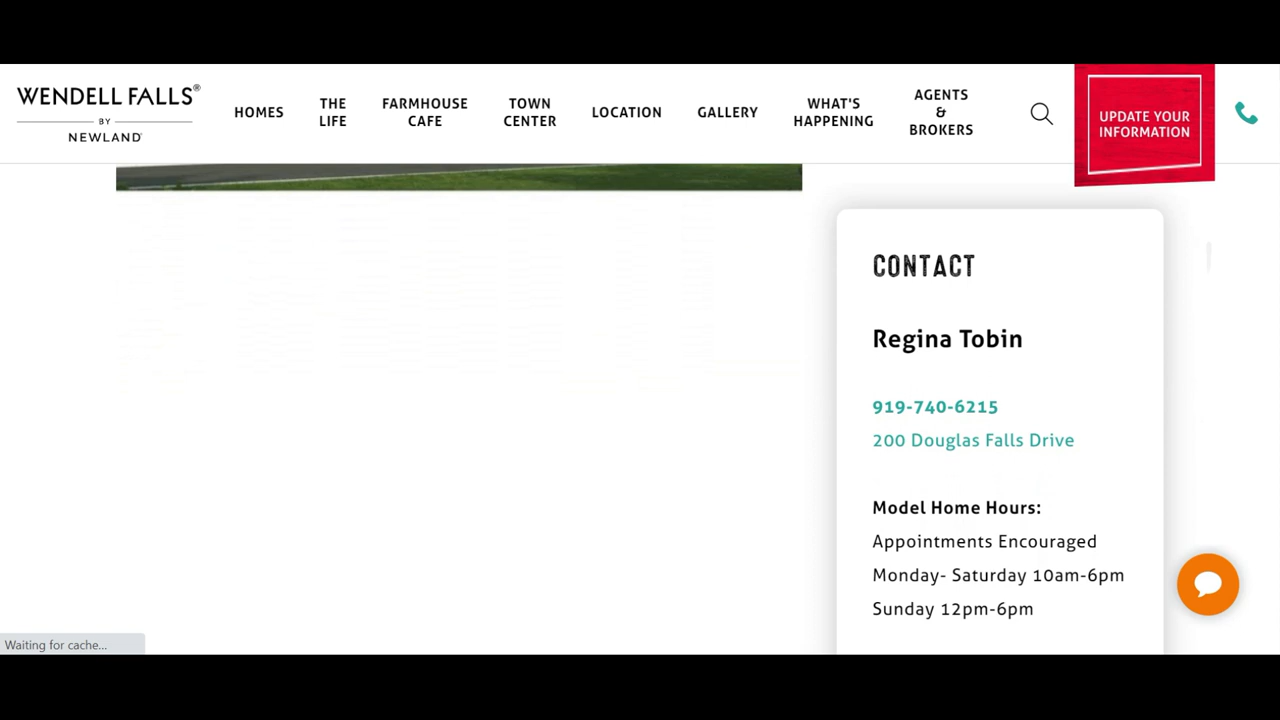 WENDELL FALLS®
BY
NEWLAND
HOMES
THE
LIFE
FARMHOUSE
CAFE
TOWN
CENTER
LOCATION
GALLERY
WHAT'S
HAPPENING
AGENTS
&
BROKERS
UPDATE YOUR
INFORMATION
CONTACT
Regina Tobin
919-740-6215
200 Douglas Falls Drive
Model Home Hours:
Appointments Encouraged
Monday- Saturday 10am-6pm
Sunday 12pm-6pm
Waiting for cache...